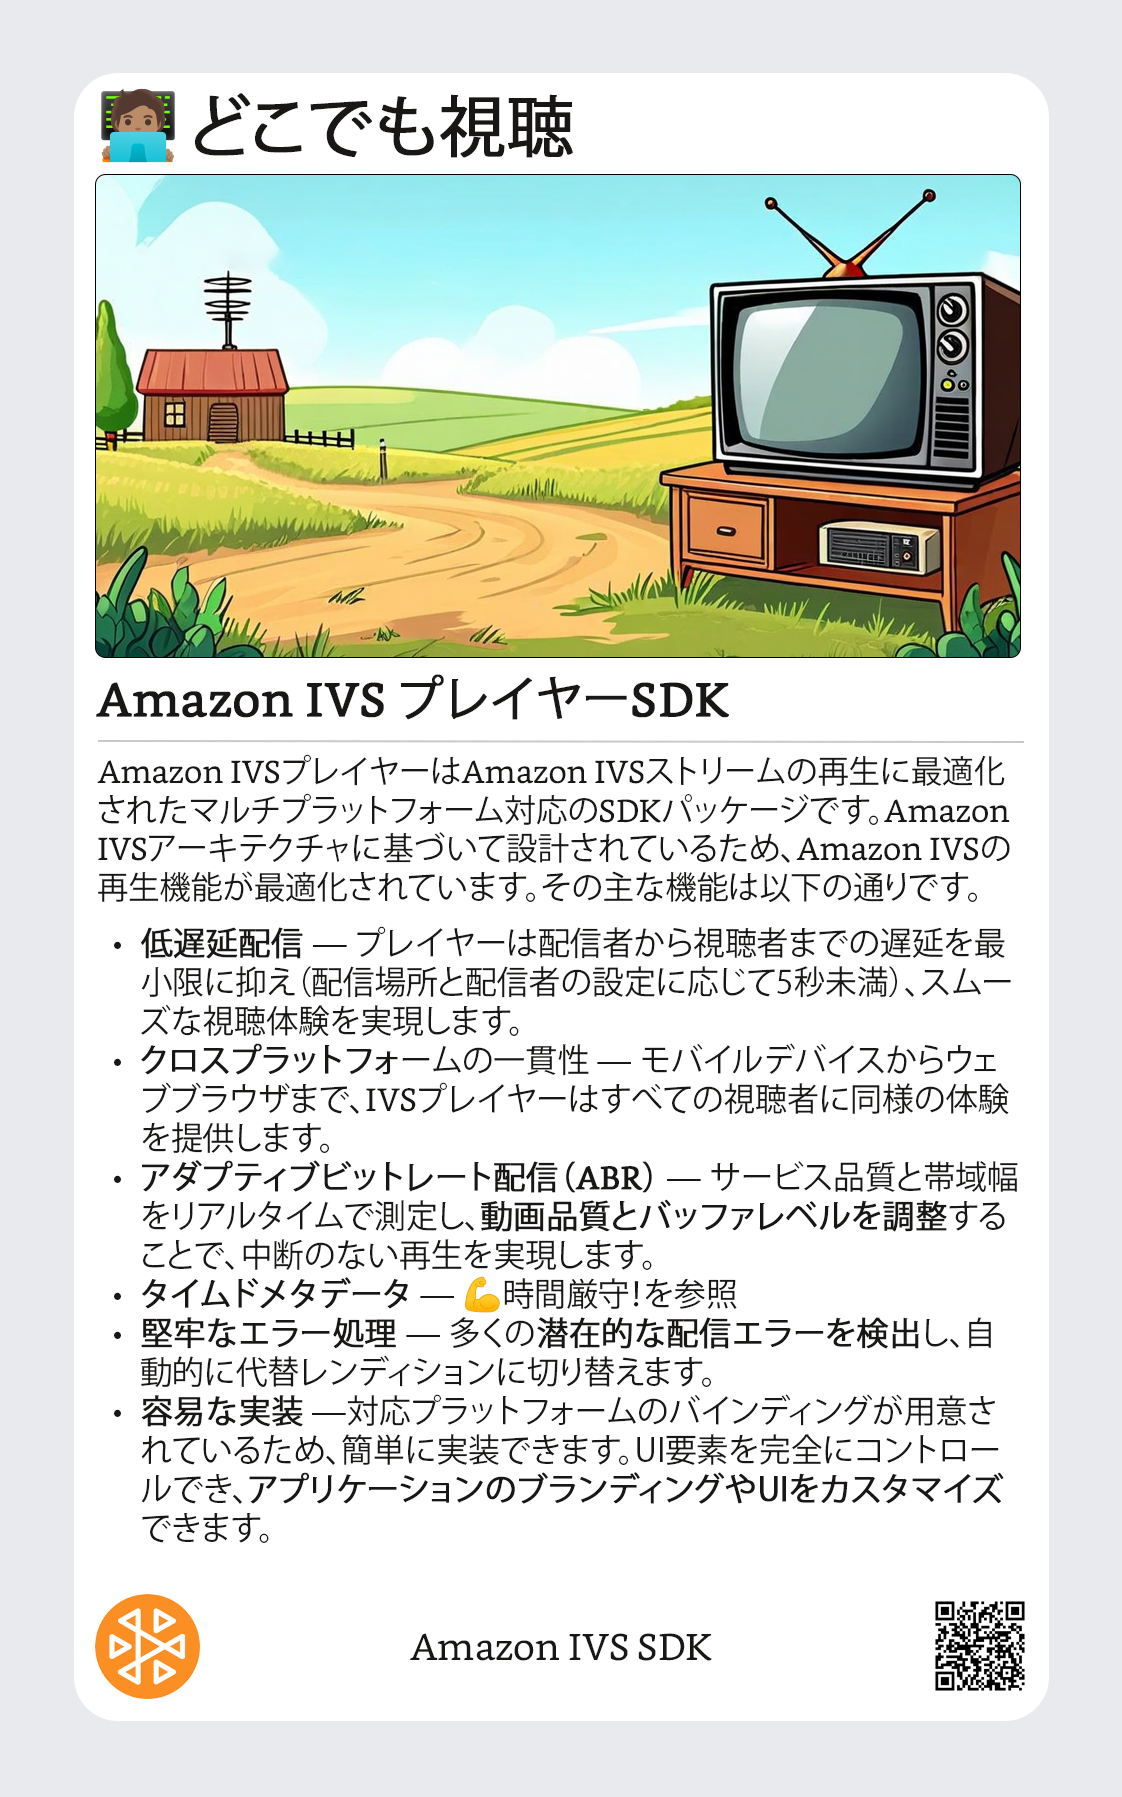 どこでも視聴
Amazon IVS プレイヤーSDK
Amazon IVSプレイヤーはAmazon IVSストリームの再生に最適化
されたマルチプラットフォーム対応のSDKパッケージです。Amazon
IVSアーキテクチャに基づいて設計されているため、Amazon IVSの
再生機能が最適化されています。その主な機能は以下の通りです。
• 低遅延配信 — プレイヤーは配信者から視聴者までの遅延を最
小限に抑え（配信場所と配信者の設定に応じて5秒未満）、スムー
ズな視聴体験を実現します。
• クロスプラットフォームの一貫性 — モバイルデバイスからウェ
ブブラウザまで、IVSプレイヤーはすべての視聴者に同様の体験
を提供します。
• アダプティブビットレート配信（ABR） — サービス品質と帯域幅
をリアルタイムで測定し、動画品質とバッファレベルを調整する
ことで、中断のない再生を実現します。
• タイムドメタデータ — 💪時間厳守！を参照
• 堅牢なエラー処理 — 多くの潜在的な配信エラーを検出し、自
動的に代替レンディションに切り替えます。
• 容易な実装 —対応プラットフォームのバインディングが用意さ
れているため、簡単に実装できます。UI要素を完全にコントロー
ルでき、アプリケーションのブランディングやUIをカスタマイズ
できます。
Amazon IVS SDK